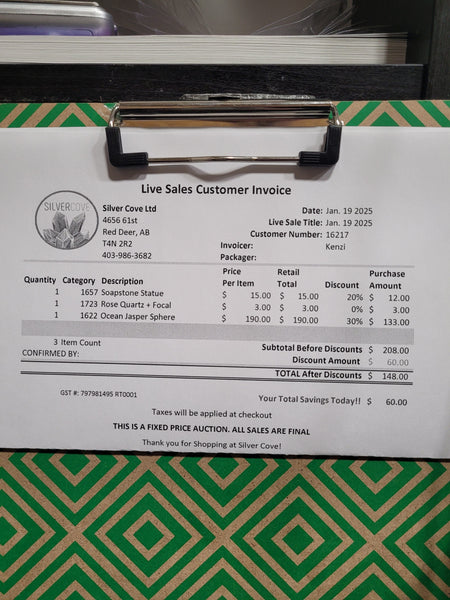 Live Sales Customer Invoice
SILVERCOVE
Silver Cove Ltd
4656 61st
Red Deer, AB
T4N 2R2
403-986-3682
Date: Jan. 19 2025
Live Sale Title: Jan. 19 2025
Customer Number: 16217
Invoicer: Kenzi
Packager:
Quantity Category Description Price Per Item Retail Total Discount Purchase Amount
1 1657 Soapstone Statue $ 15.00 $ 15.00 20% $ 12.00
1 1723 Rose Quartz + Focal $ 3.00 $ 3.00 0% $ 3.00
1 1622 Ocean Jasper Sphere $ 190.00 $ 190.00 30% $ 133.00
3 Item Count
Subtotal Before Discounts $ 208.00
CONFIRMED BY:
Discount Amount $ 60.00
TOTAL After Discounts $ 148.00
GST #: 797981495 RT0001
Your Total Savings Today!! $ 60.00
Taxes will be applied at checkout
THIS IS A FIXED PRICE AUCTION. ALL SALES ARE FINAL
Thank you for Shopping at Silver Cove!